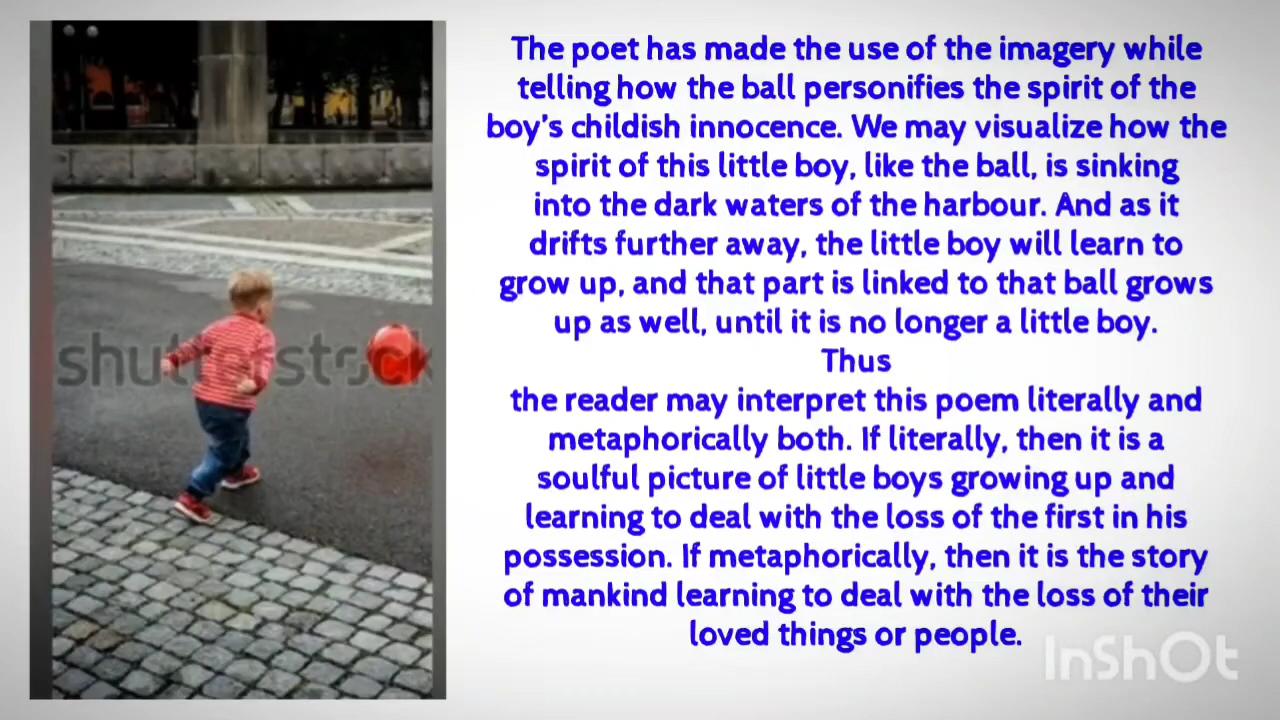 The poet has made the use of the imagery while
telling how the ball personifies the spirit of the
boy's childish innocence. We may visualize how the
spirit of this little boy, like the ball, is sinking
into the dark waters of the harbour. And as it
drifts further away, the little boy will learn to
grow up, and that part is linked to that ball grows
up as well, until it is no longer a little boy.
Thus
the reader may interpret this poem literally and
metaphorically both. If literally, then it is a
soulful picture of little boys growing up and
learning to deal with the loss of the first in his
possession. If metaphorically, then it is the story
of mankind learning to deal with the loss of their
loved things or people.
shutterstock
InShOt